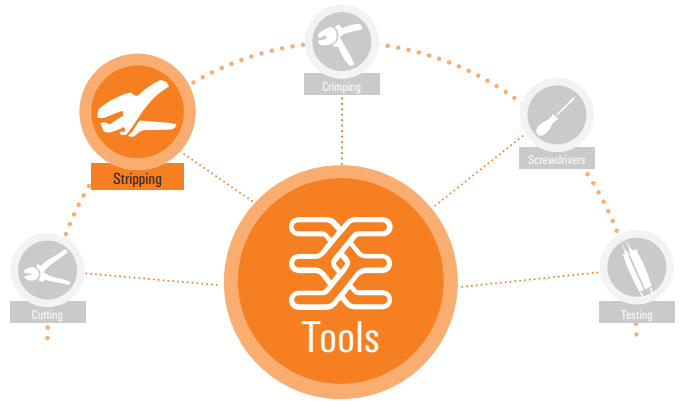 Crimping
Stripping
Screwdrivers
Cutting
Testing
Tools